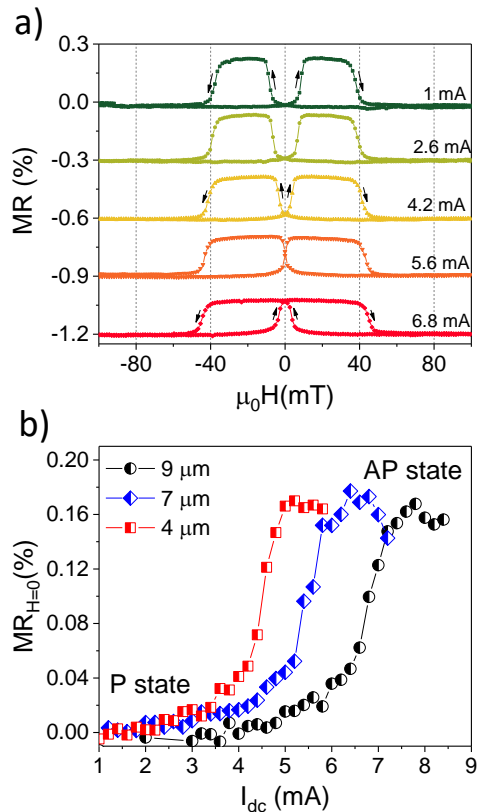 a)
0.3
0.0
-0.3
-0.6
-0.9
-1.2
MR (%)
1 mA
2.6 mA
4.2 mA
5.6 mA
6.8 mA
-80 -40 0 40 80
μ₀H(mT)
b)
0.20
0.16
0.12
0.08
0.04
0.00
MR_H=0(%)
9 μm
7 μm
4 μm
AP state
P state
1 2 3 4 5 6 7 8 9
I_dc (mA)